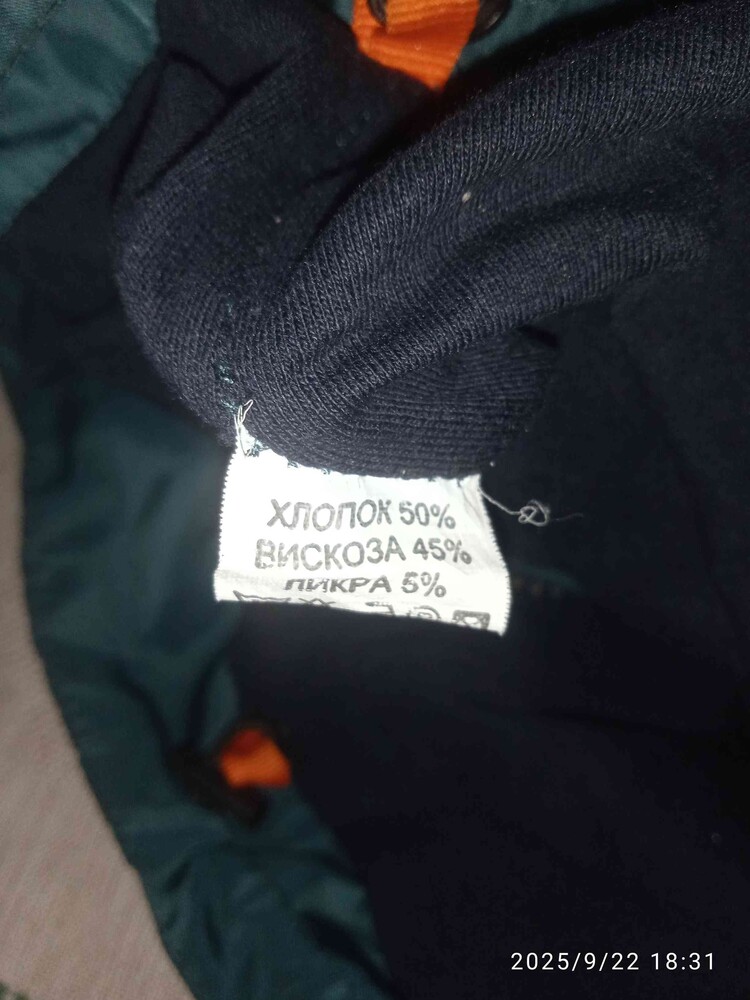 ХЛОПОК 50%
ВИСКОЗА 45%
ЛИКРА 5%
2025/9/22 18:31